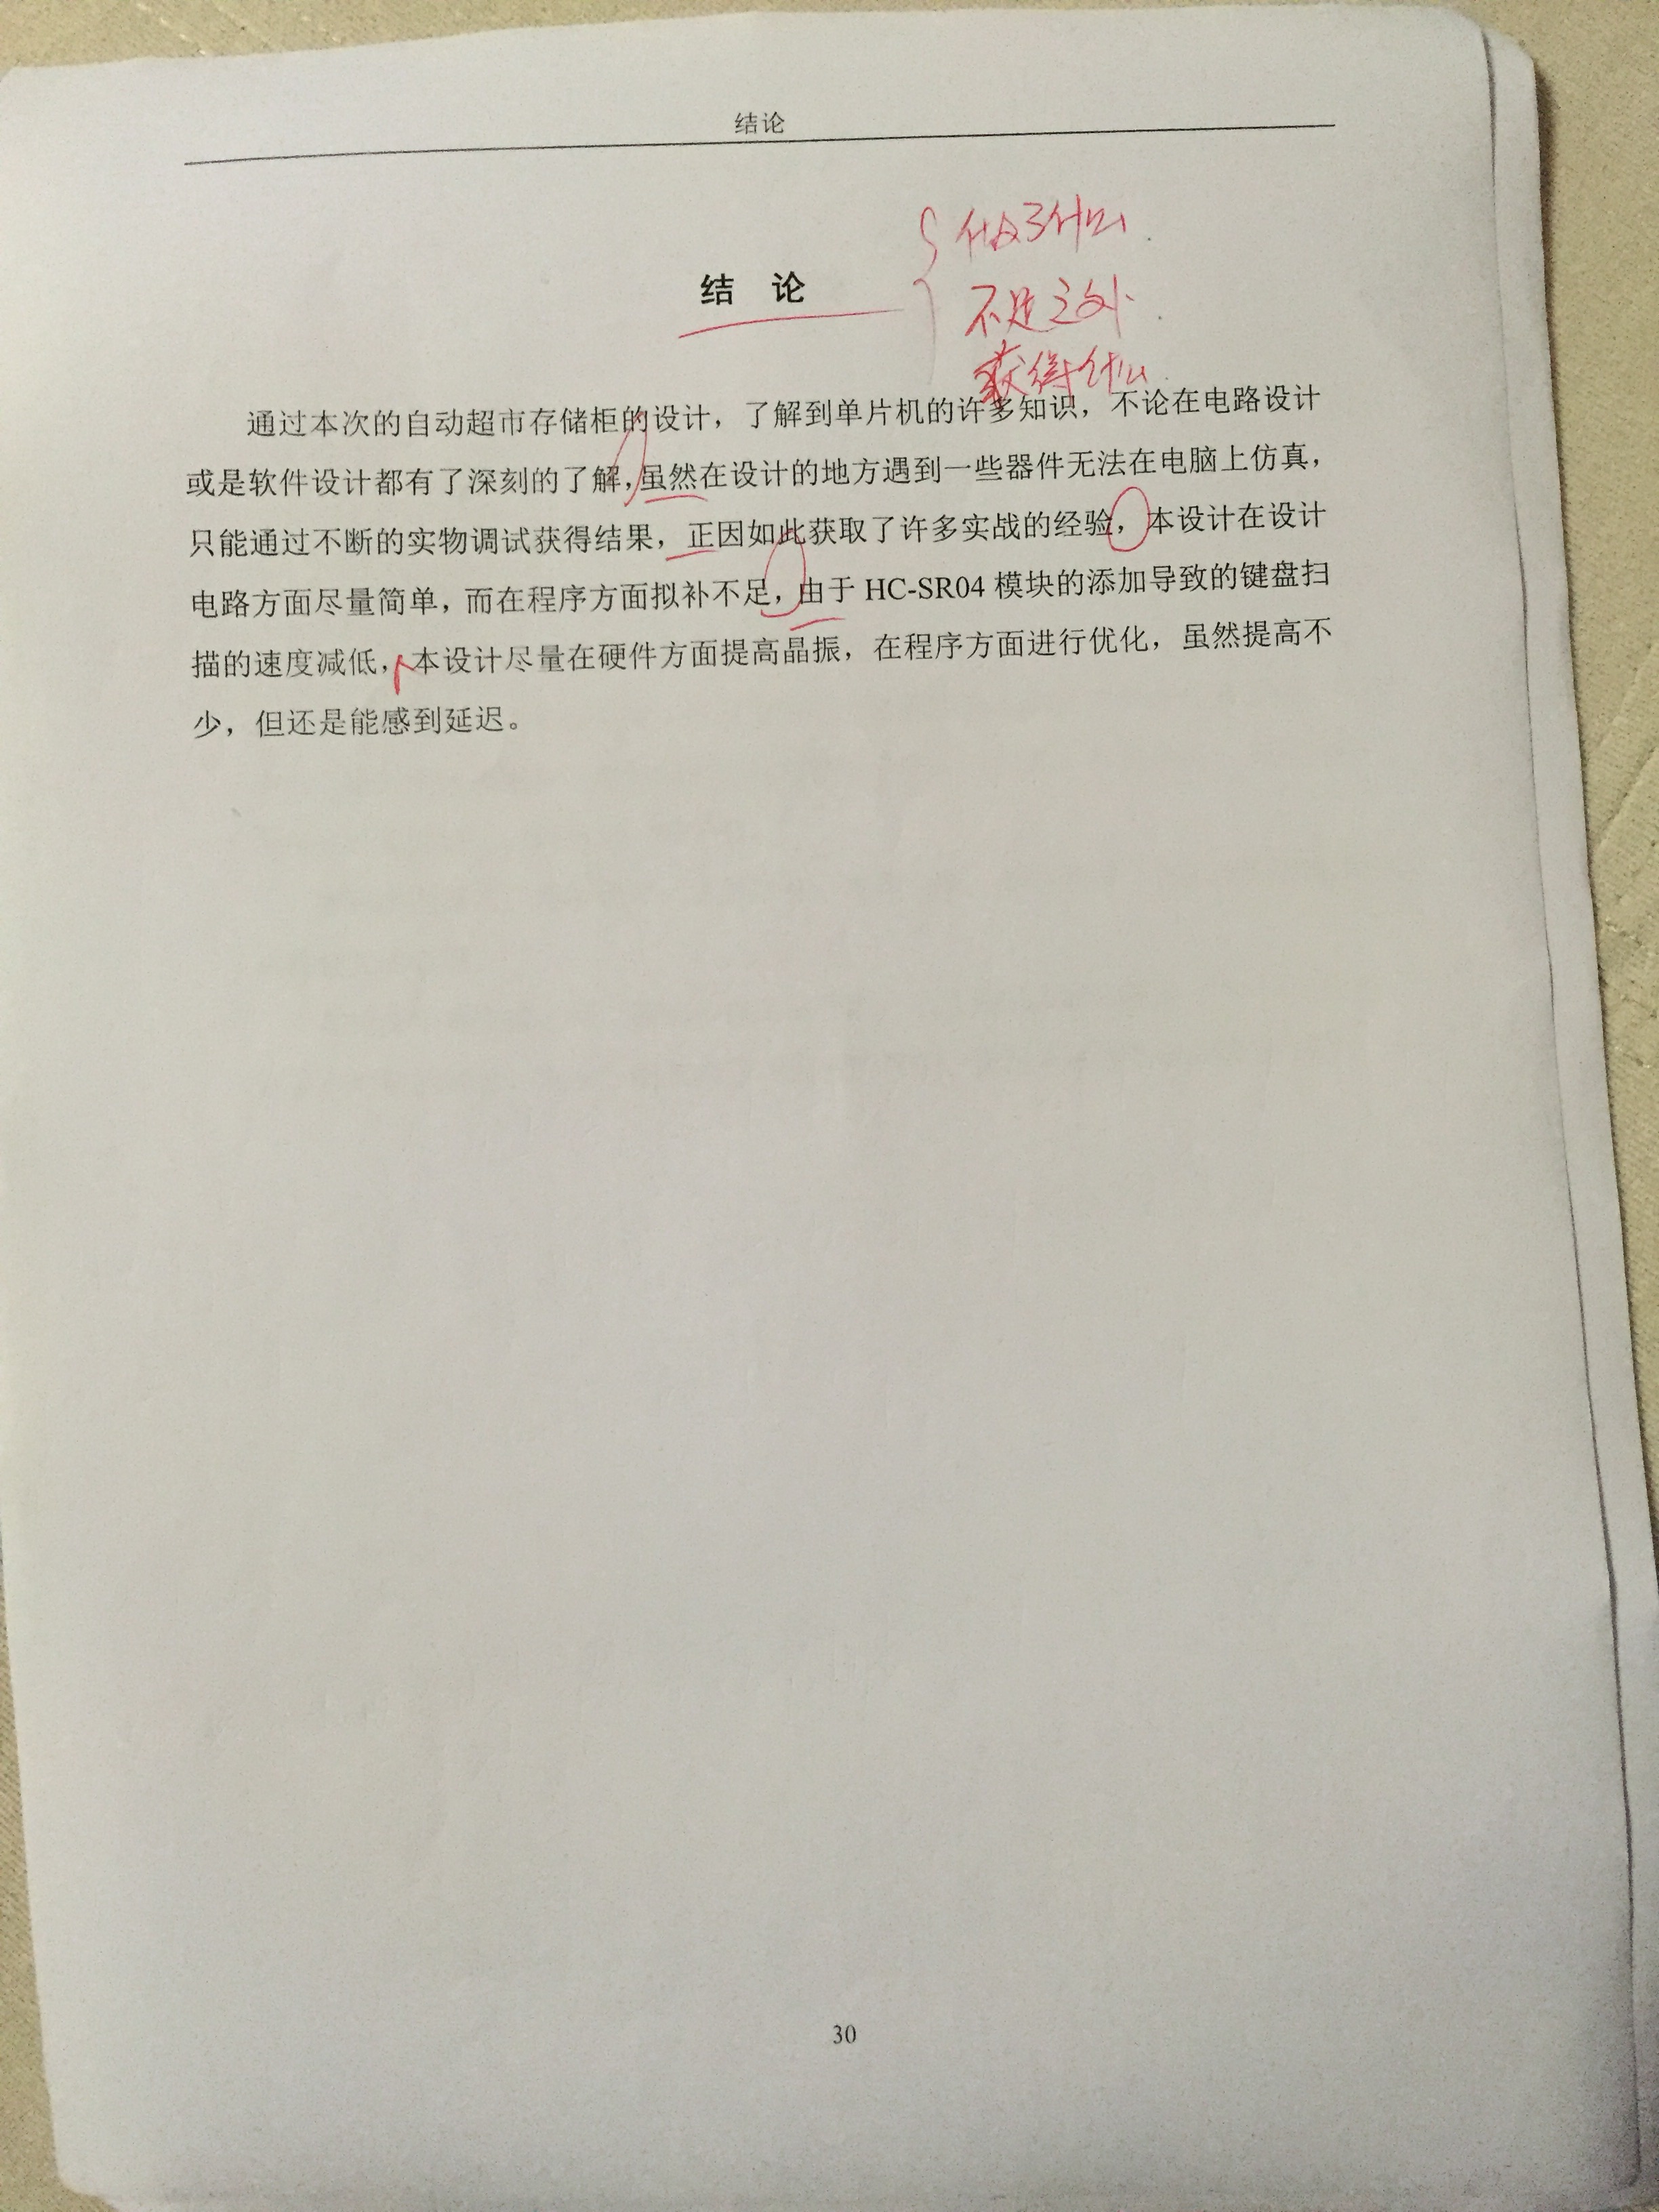 结论
做了什么
结 论
不足之处
获得什么
通过本次的自动超市存储柜的设计，了解到单片机的许多知识，不论在电路设计
或是软件设计都有了深刻的了解，虽然在设计的地方遇到一些器件无法在电脑上仿真，
只能通过不断的实物调试获得结果，正因如此获取了许多实战的经验，本设计在设计
电路方面尽量简单，而在程序方面拟补不足，由于 HC-SR04 模块的添加导致的键盘扫
描的速度减低，本设计尽量在硬件方面提高晶振，在程序方面进行优化，虽然提高不
少，但还是能感到延迟。
30